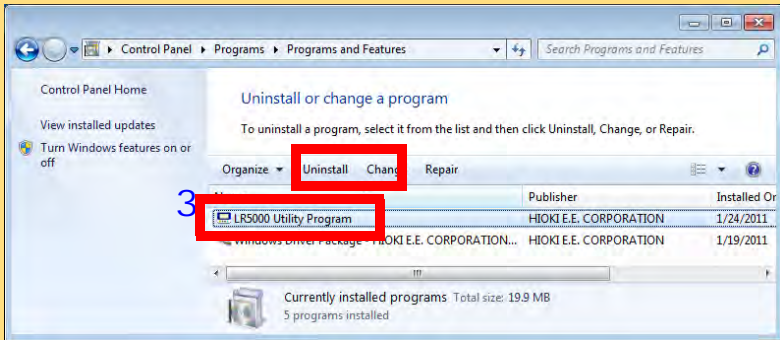 Control Panel ▸ Programs ▸ Programs and Features
Search Programs and Features
Control Panel Home
View installed updates
Turn Windows features on or
off
Uninstall or change a program
To uninstall a program, select it from the list and then click Uninstall, Change, or Repair.
Organize Uninstall Chang Repair
Publisher Installed Or
3
LR5000 Utility Program HIOKI E.E. CORPORATION 1/24/2011
Windows Driver Package - HIOKI E.E. CORPORATION... HIOKI E.E. CORPORATION 1/19/2011
Currently installed programs Total size: 19.9 MB
5 programs installed